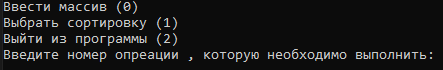 Ввести массив (0)
Выбрать сортировку (1)
Выйти из программы (2)
Введите номер опреации , которую необходимо выполнить: